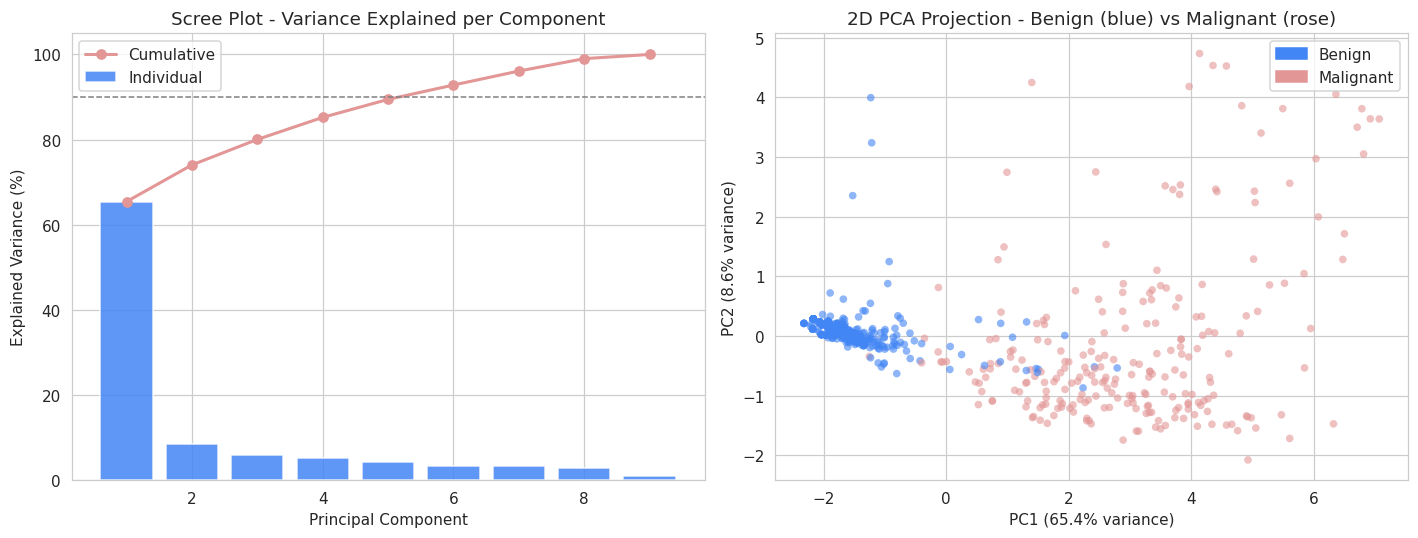 Scree Plot - Variance Explained per Component
Cumulative
Individual
100
80
60
40
20
0
2
4
6
8
Explained Variance (%)
Principal Component
2D PCA Projection - Benign (blue) vs Malignant (rose)
Benign
Malignant
5
4
3
2
1
0
−1
−2
−2
0
2
4
6
PC2 (8.6% variance)
PC1 (65.4% variance)